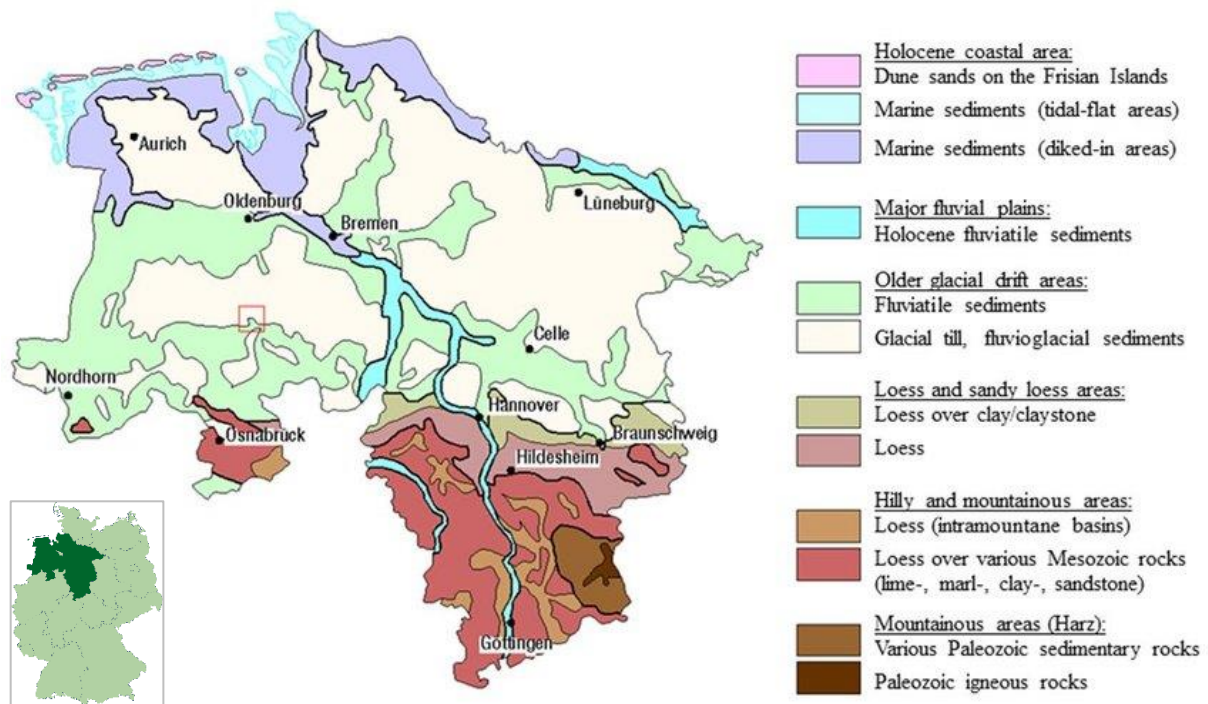 Aurich
Oldenburg
Bremen
Lüneburg
Celle
Nordhorn
Osnabrück
Hannover
Braunschweig
Hildesheim
Göttingen
Holocene coastal area:
Dune sands on the Frisian Islands
Marine sediments (tidal-flat areas)
Marine sediments (diked-in areas)
Major fluvial plains:
Holocene fluviatile sediments
Older glacial drift areas:
Fluviatile sediments
Glacial till, fluvioglacial sediments
Loess and sandy loess areas:
Loess over clay/claystone
Loess
Hilly and mountainous areas:
Loess (intramountane basins)
Loess over various Mesozoic rocks
(lime-, marl-, clay-, sandstone)
Mountainous areas (Harz):
Various Paleozoic sedimentary rocks
Paleozoic igneous rocks